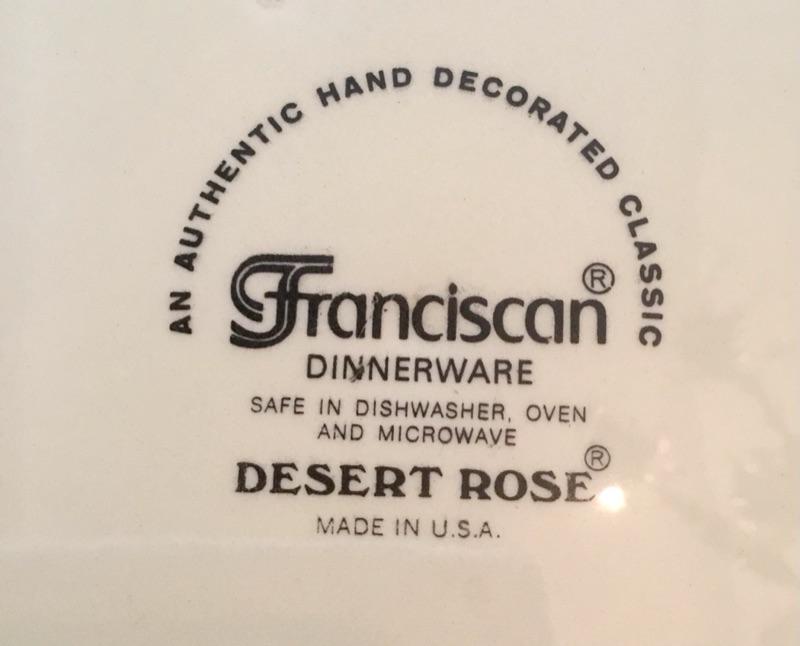 AN AUTHENTIC HAND DECORATED CLASSIC
Franciscan®
DINNERWARE
SAFE IN DISHWASHER, OVEN
AND MICROWAVE
DESERT ROSE®
MADE IN U.S.A.